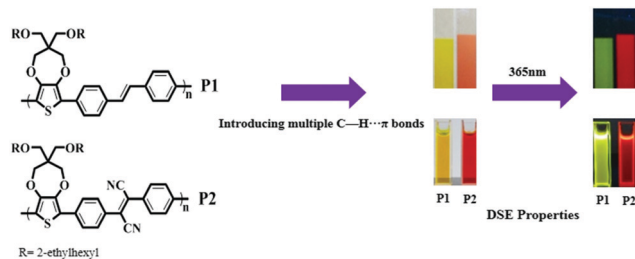 RO OR
O O
S
n
P1
RO OR
O O
NC
S
CN
n
P2
R= 2-ethylhexyl
Introducing multiple C—H···π bonds
365nm
P1 P2
P1 P2
DSE Properties